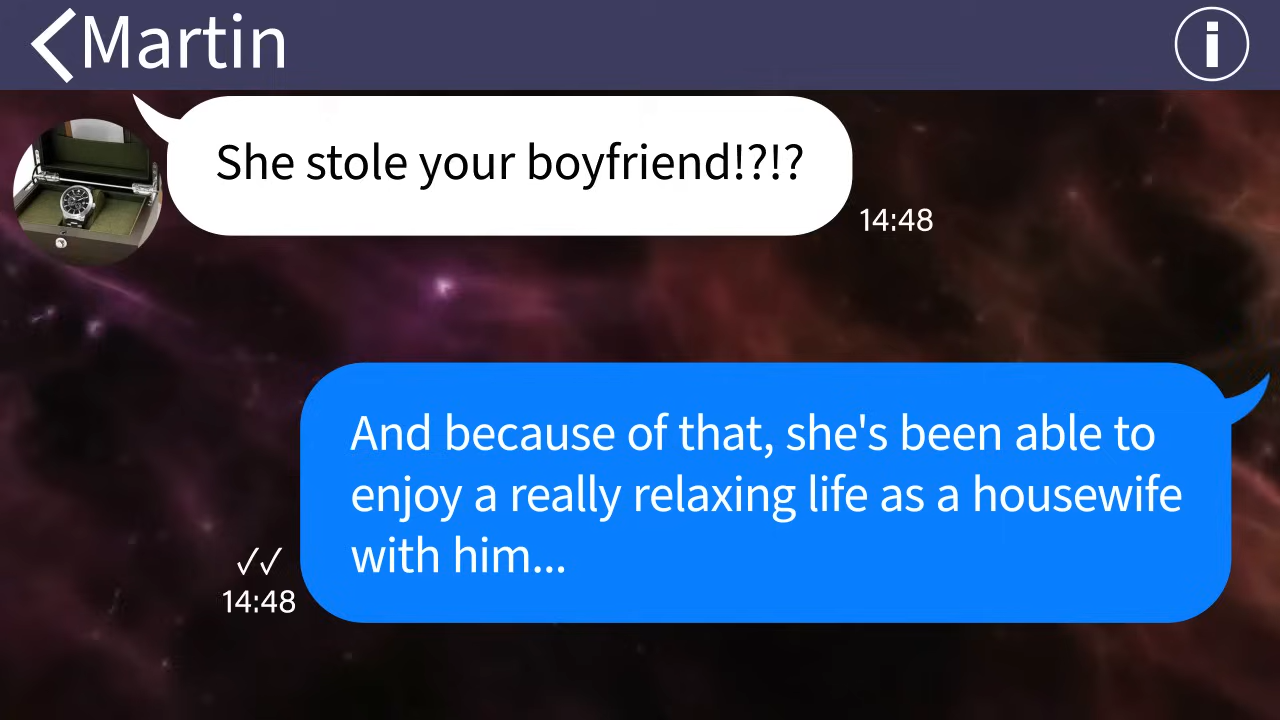 Martin
She stole your boyfriend!?!?
14:48
And because of that, she's been able to
enjoy a really relaxing life as a housewife
with him...
✓✓
14:48